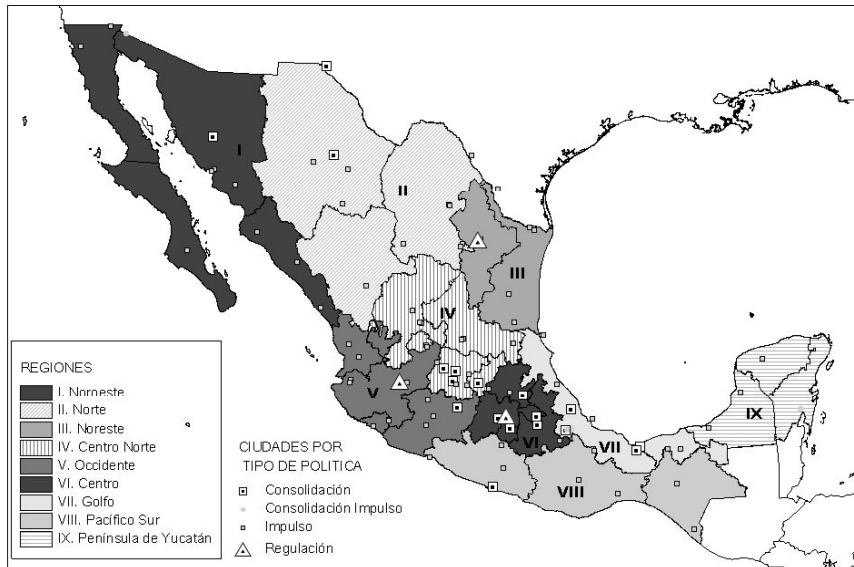 I
II
III
IV
V
VI
VII
VIII
IX
REGIONES
I. Noroeste
II. Norte
III. Noreste
IV. Centro Norte
V. Occidente
VI. Centro
VII. Golfo
VIII. Pacífico Sur
IX. Península de Yucatán
CIUDADES POR
TIPO DE POLITICA
Consolidación
Consolidación Impulso
Impulso
Regulación